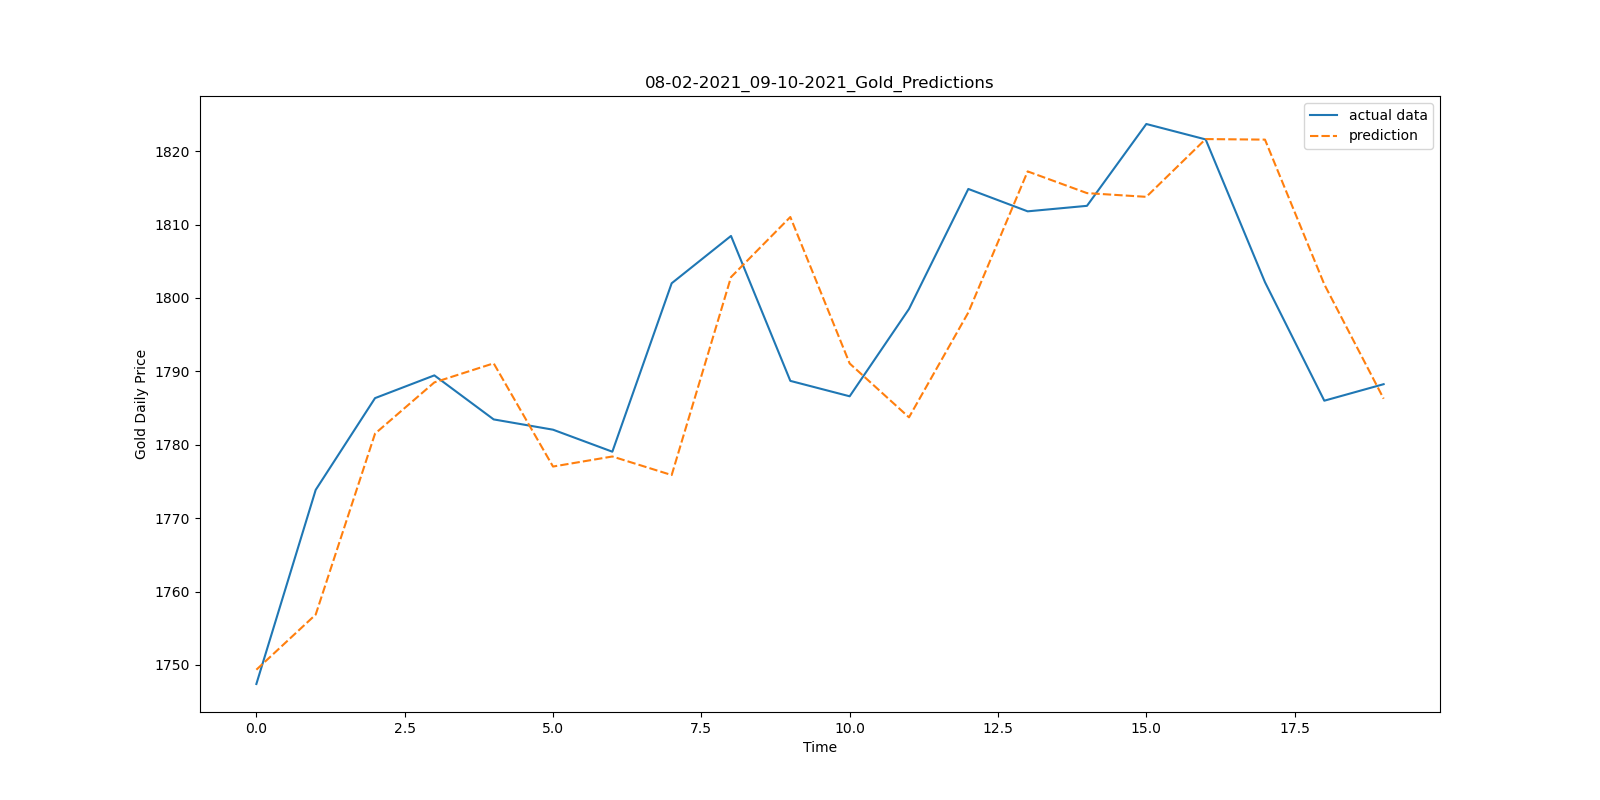 08-02-2021_09-10-2021_Gold_Predictions
actual data
prediction
Gold Daily Price
1820
1810
1800
1790
1780
1770
1760
1750
0.0 2.5 5.0 7.5 10.0 12.5 15.0 17.5
Time